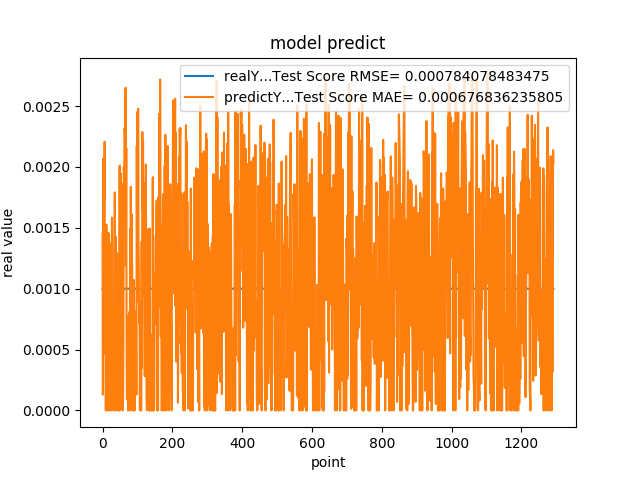 model predict
realY...Test Score RMSE= 0.000784078483475
predictY...Test Score MAE= 0.000676836235805
0.0025
0.0020
0.0015
0.0010
0.0005
0.0000
real value
0 200 400 600 800 1000 1200
point